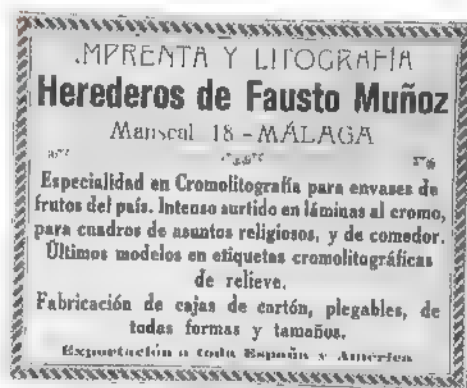 IMPRENTA Y LITOGRAFÍA
Herederos de Fausto Muñoz
Mariscal 18 - MÁLAGA
Especialidad en Cromolitografía para envases de
frutos del país. Intenso surtido en láminas al cromo,
para cuadros de asuntos religiosos, y de comedor.
Últimos modelos en etiquetas cromolitográficas
de relieve.
Fabricación de cajas de cartón, plegables, de
todas formas y tamaños.
Exportación a toda España y América